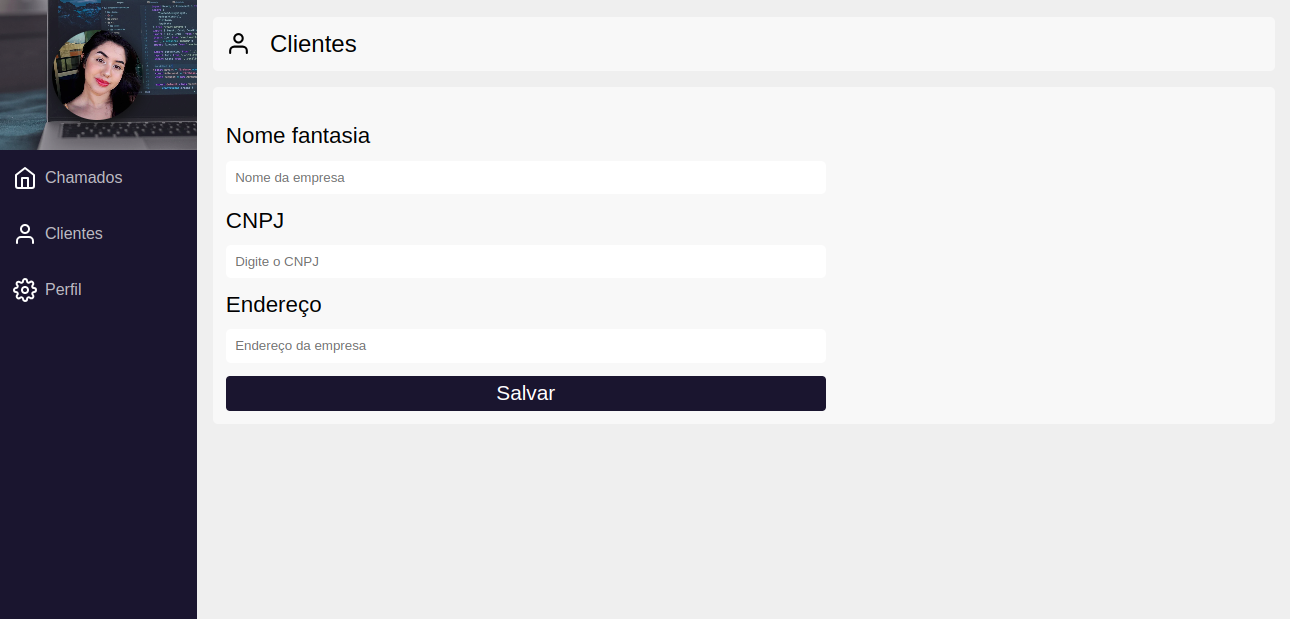 Clientes
Chamados
Clientes
Perfil
Nome fantasia
Nome da empresa
CNPJ
Digite o CNPJ
Endereço
Endereço da empresa
Salvar